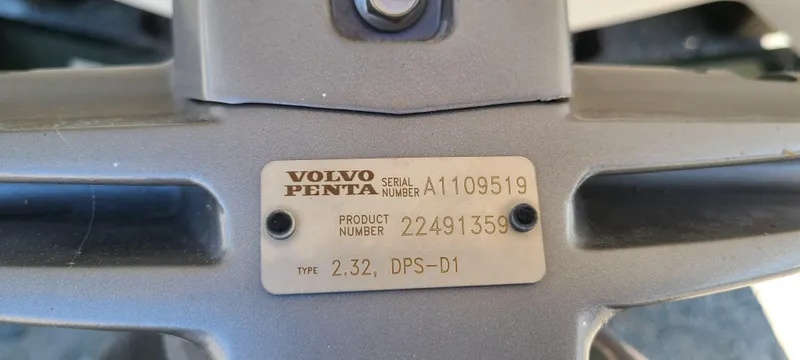 VOLVO PENTA SERIAL NUMBER A1109519
PRODUCT NUMBER 22491359
TYPE 2.32, DPS-D1